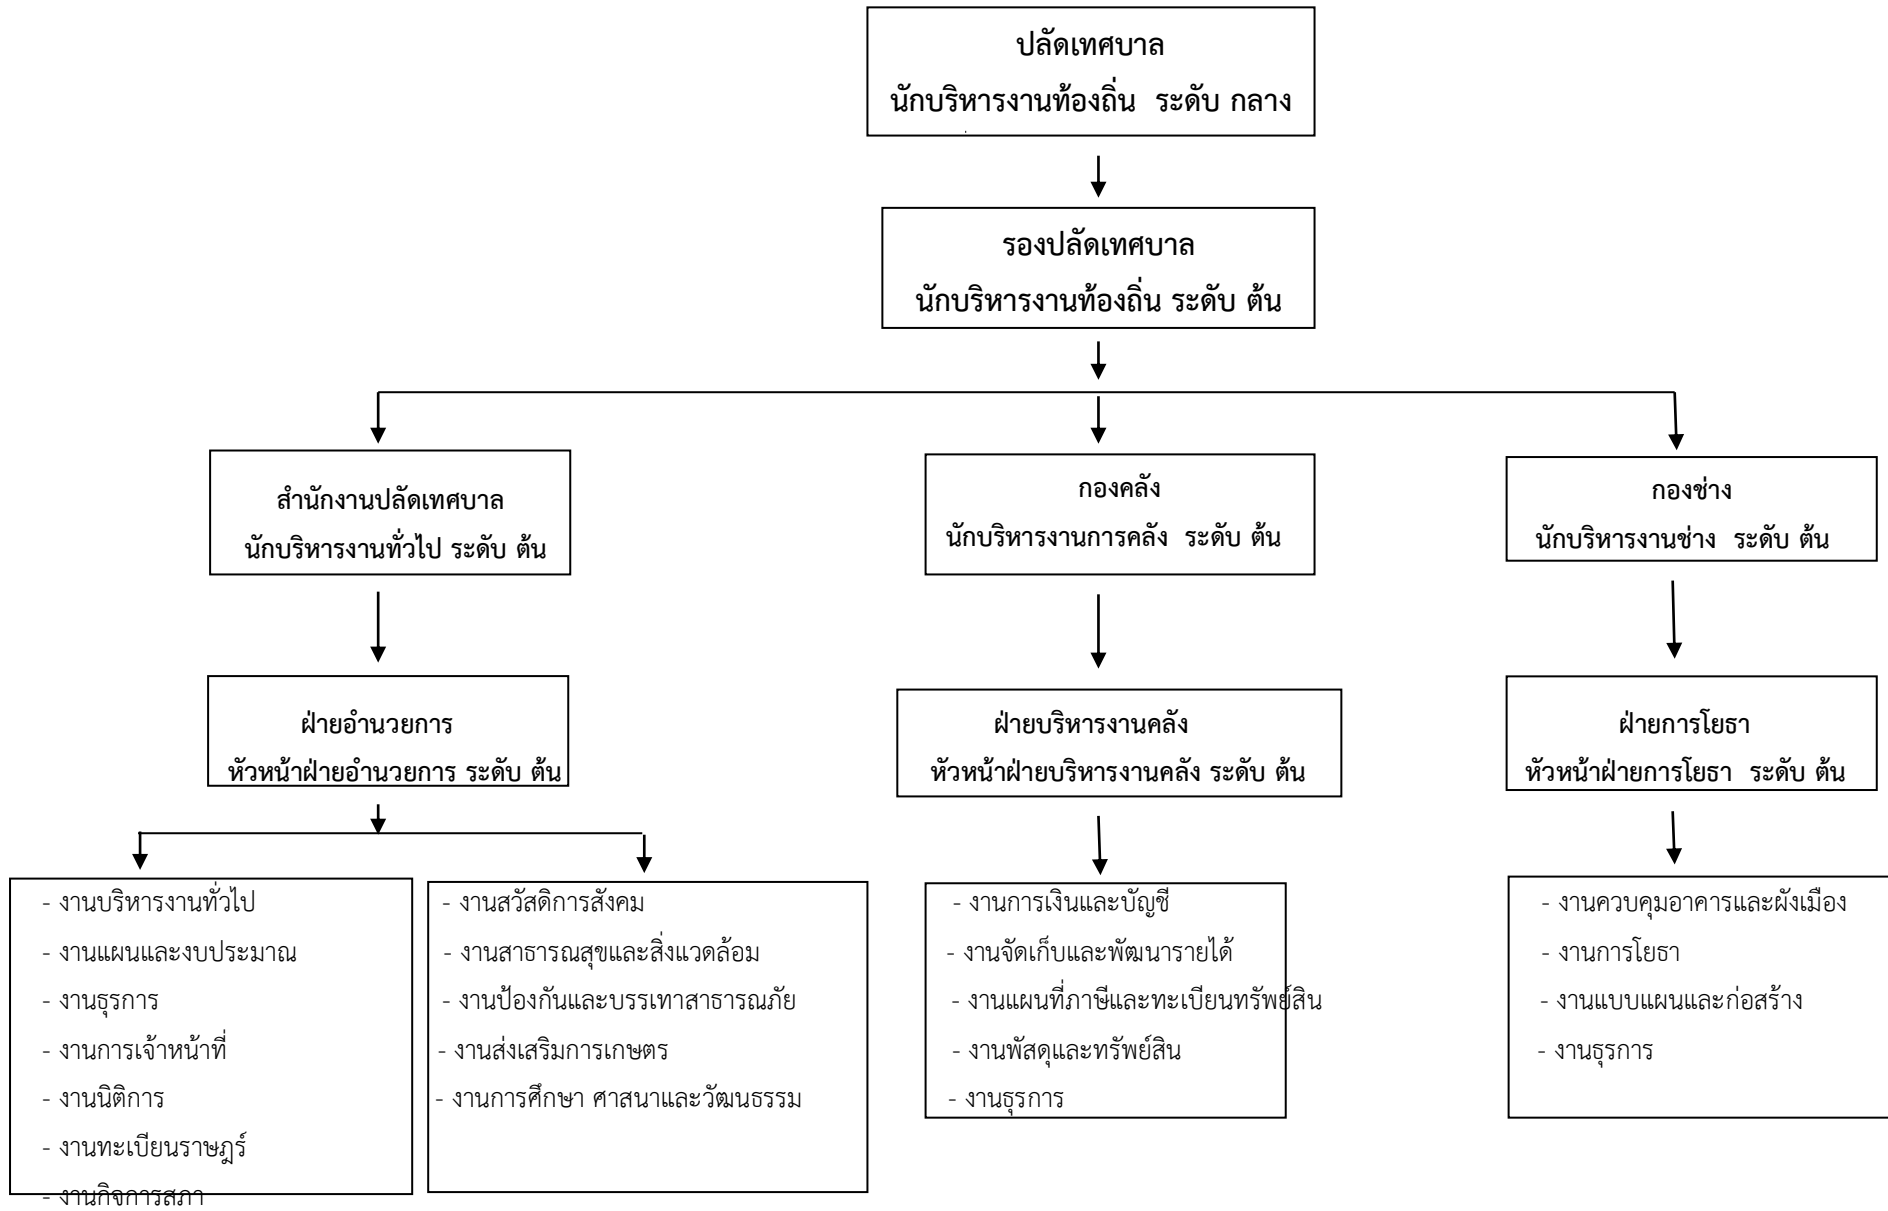 ปลัดเทศบาล
นักบริหารงานท้องถิ่น ระดับ กลาง
รองปลัดเทศบาล
นักบริหารงานท้องถิ่น ระดับ ต้น
สำนักงานปลัดเทศบาล
นักบริหารงานทั่วไป ระดับ ต้น
กองคลัง
นักบริหารงานการคลัง ระดับ ต้น
กองช่าง
นักบริหารงานช่าง ระดับ ต้น
ฝ่ายอำนวยการ
หัวหน้าฝ่ายอำนวยการ ระดับ ต้น
ฝ่ายบริหารงานคลัง
หัวหน้าฝ่ายบริหารงานคลัง ระดับ ต้น
ฝ่ายการโยธา
หัวหน้าฝ่ายการโยธา ระดับ ต้น
- งานบริหารงานทั่วไป
- งานแผนและงบประมาณ
- งานธุรการ
- งานการเจ้าหน้าที่
- งานนิติการ
- งานทะเบียนราษฎร์
- งานกิจการสภา
- งานสวัสดิการสังคม
- งานสาธารณสุขและสิ่งแวดล้อม
- งานป้องกันและบรรเทาสาธารณภัย
- งานส่งเสริมการเกษตร
- งานการศึกษา ศาสนาและวัฒนธรรม
- งานการเงินและบัญชี
- งานจัดเก็บและพัฒนารายได้
- งานแผนที่ภาษีและทะเบียนทรัพย์สิน
- งานพัสดุและทรัพย์สิน
- งานธุรการ
- งานควบคุมอาคารและผังเมือง
- งานการโยธา
- งานแบบแผนและก่อสร้าง
- งานธุรการ